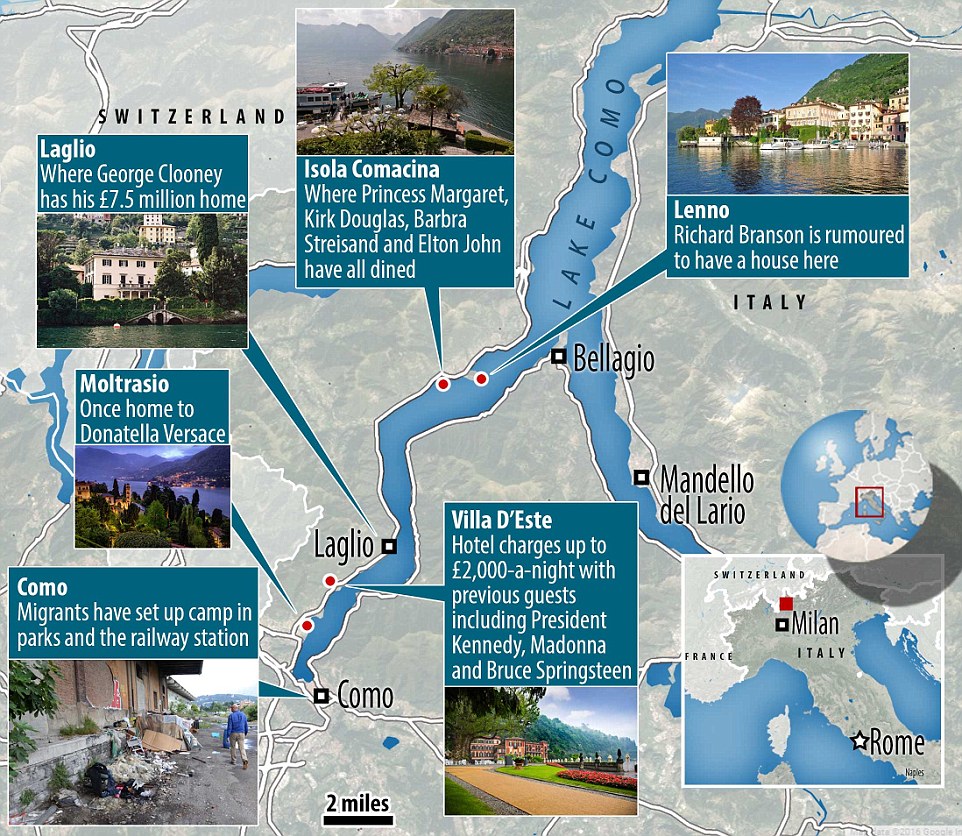 SWITZERLAND
Laglio
Where George Clooney
has his £7.5 million home
Isola Comacina
Where Princess Margaret,
Kirk Douglas, Barbra
Streisand and Elton John
have all dined
LAKE COMO
Lenno
Richard Branson is rumoured
to have a house here
ITALY
Bellagio
Moltrasio
Once home to
Donatella Versace
Mandello
del Lario
Laglio
Villa D'Este
Hotel charges up to
£2,000-a-night with
previous guests
including President
Kennedy, Madonna
and Bruce Springsteen
Como
Migrants have set up camp in
parks and the railway station
Como
2 miles
SWITZERLAND
Milan
ITALY
FRANCE
Rome
Naples
©2016 Google